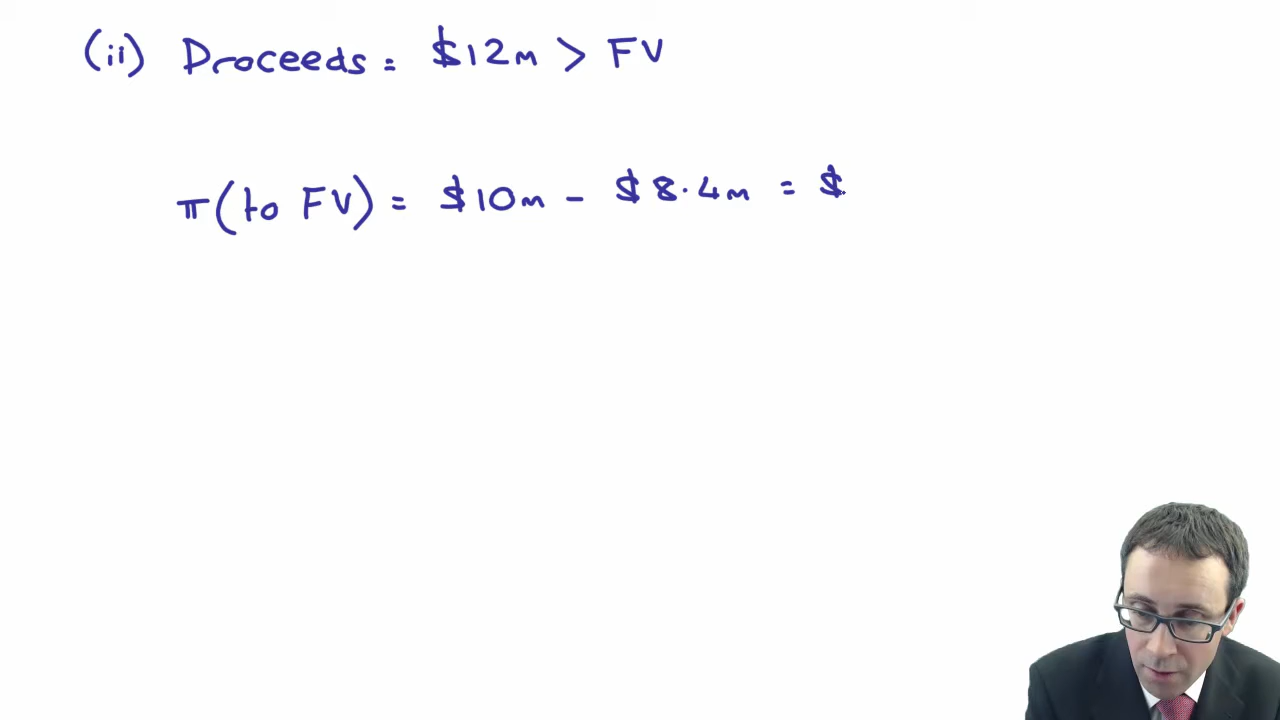 (ii) Proceeds = $12m > FV
π(to FV) = $10m - $8.4m = $